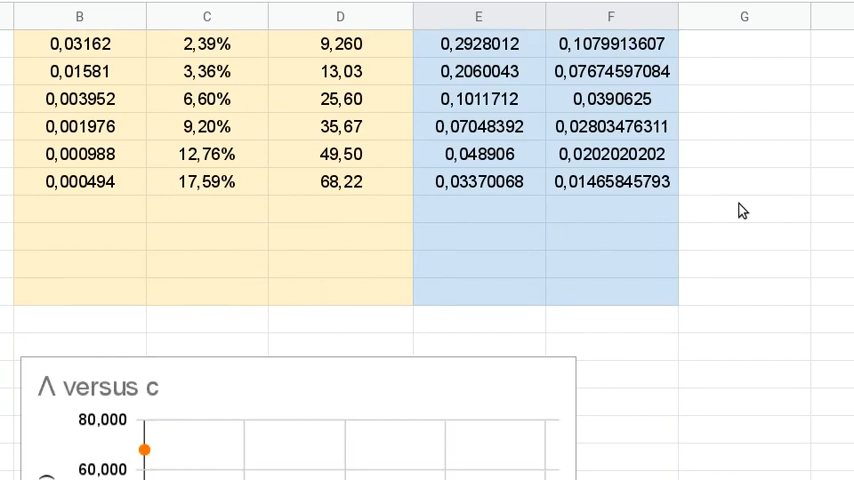 B C D E F G
0,03162 2,39% 9,260 0,2928012 0,1079913607
0,01581 3,36% 13,03 0,2060043 0,07674597084
0,003952 6,60% 25,60 0,1011712 0,0390625
0,001976 9,20% 35,67 0,07048392 0,02803476311
0,000988 12,76% 49,50 0,048906 0,0202020202
0,000494 17,59% 68,22 0,03370068 0,01465845793
Λ versus c
80,000
60,000